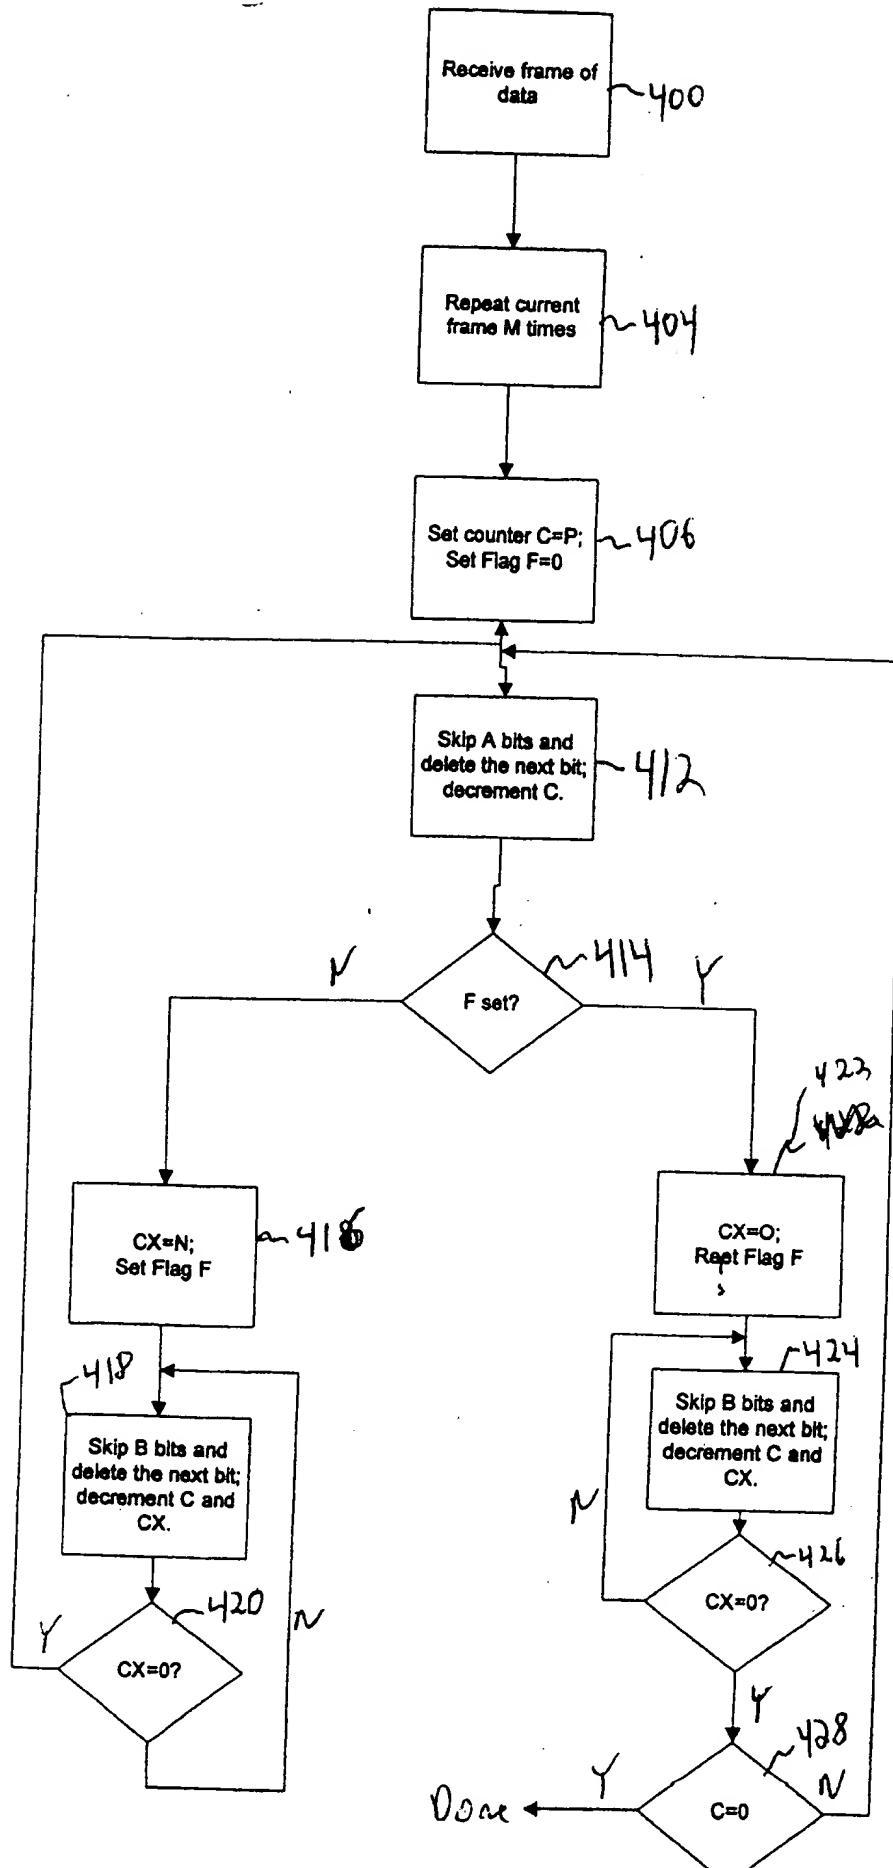 Receive frame of
data
400
Repeat current
frame M times
404
Set counter C=P;
Set Flag F=0
406
Skip A bits and
delete the next bit;
decrement C.
412
F set?
414
N
Y
CX=N;
Set Flag F
416
423
CX=O;
Reset Flag F
418
Skip B bits and
delete the next bit;
decrement C and
CX.
424
Skip B bits and
delete the next bit;
decrement C and
CX.
N
420
CX=0?
Y
N
426
CX=0?
Y
428
C=0
Y
N
Done